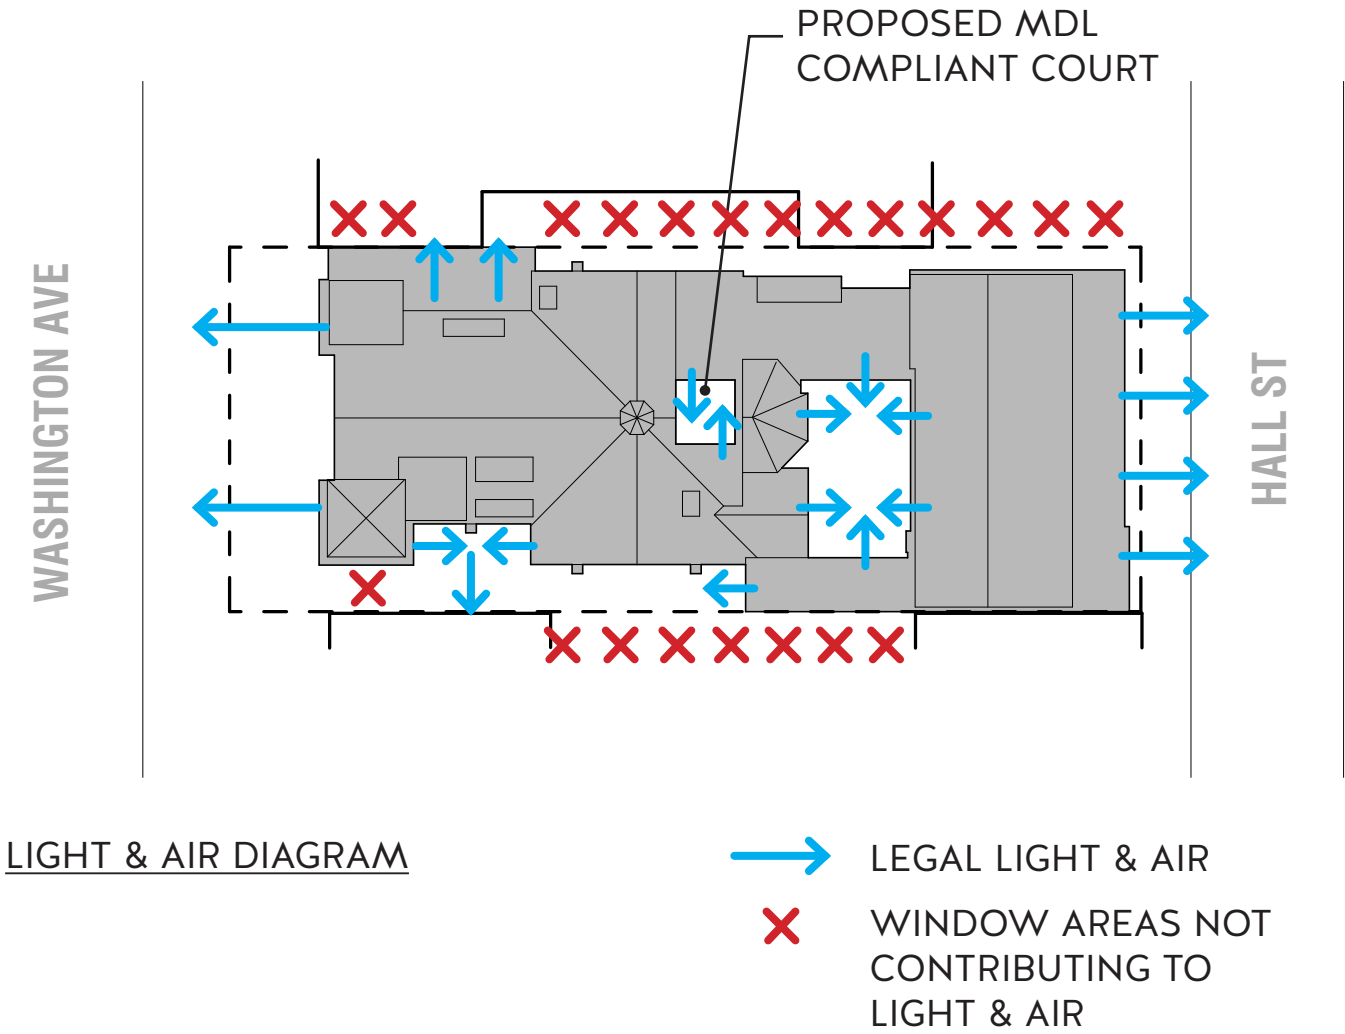 PROPOSED MDL
COMPLIANT COURT
WASHINGTON AVE
HALL ST
LIGHT & AIR DIAGRAM
LEGAL LIGHT & AIR
WINDOW AREAS NOT
CONTRIBUTING TO
LIGHT & AIR